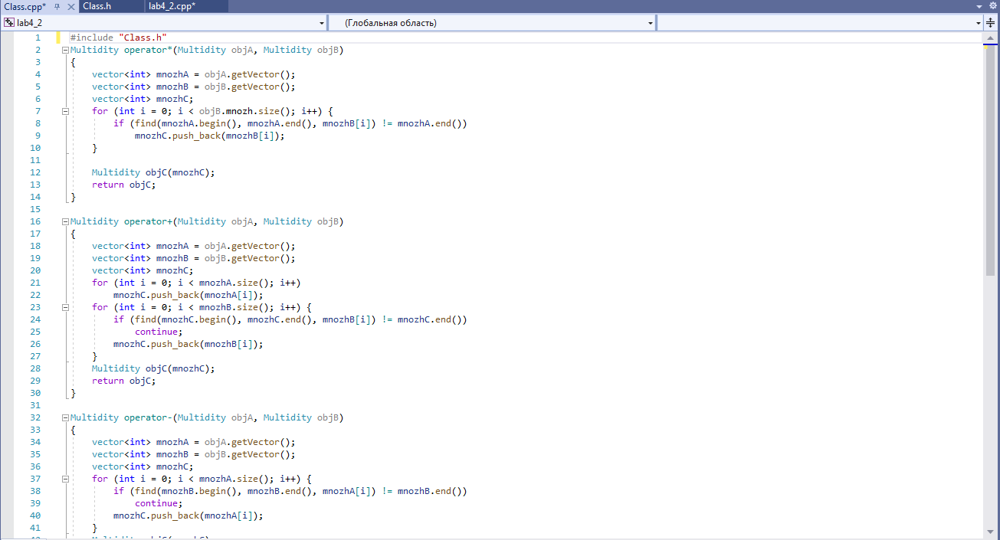 Class.cpp* Class.h lab4_2.cpp*
lab4_2 (Глобальная область)
1 #include "Class.h"
2 Multidity operator*(Multidity objA, Multidity objB)
3 {
4 vector<int> mnozhA = objA.getVector();
5 vector<int> mnozhB = objB.getVector();
6 vector<int> mnozhC;
7 for (int i = 0; i < objB.mnozh.size(); i++) {
8 if (find(mnozhA.begin(), mnozhA.end(), mnozhB[i]) != mnozhA.end())
9 mnozhC.push_back(mnozhB[i]);
10 }
11
12 Multidity objC(mnozhC);
13 return objC;
14 }
15
16 Multidity operator+(Multidity objA, Multidity objB)
17 {
18 vector<int> mnozhA = objA.getVector();
19 vector<int> mnozhB = objB.getVector();
20 vector<int> mnozhC;
21 for (int i = 0; i < mnozhA.size(); i++)
22 mnozhC.push_back(mnozhA[i]);
23 for (int i = 0; i < mnozhB.size(); i++) {
24 if (find(mnozhC.begin(), mnozhC.end(), mnozhB[i]) != mnozhC.end())
25 continue;
26 mnozhC.push_back(mnozhB[i]);
27 }
28 Multidity objC(mnozhC);
29 return objC;
30 }
31
32 Multidity operator-(Multidity objA, Multidity objB)
33 {
34 vector<int> mnozhA = objA.getVector();
35 vector<int> mnozhB = objB.getVector();
36 vector<int> mnozhC;
37 for (int i = 0; i < mnozhA.size(); i++) {
38 if (find(mnozhB.begin(), mnozhB.end(), mnozhA[i]) != mnozhB.end())
39 continue;
40 mnozhC.push_back(mnozhA[i]);
41 }